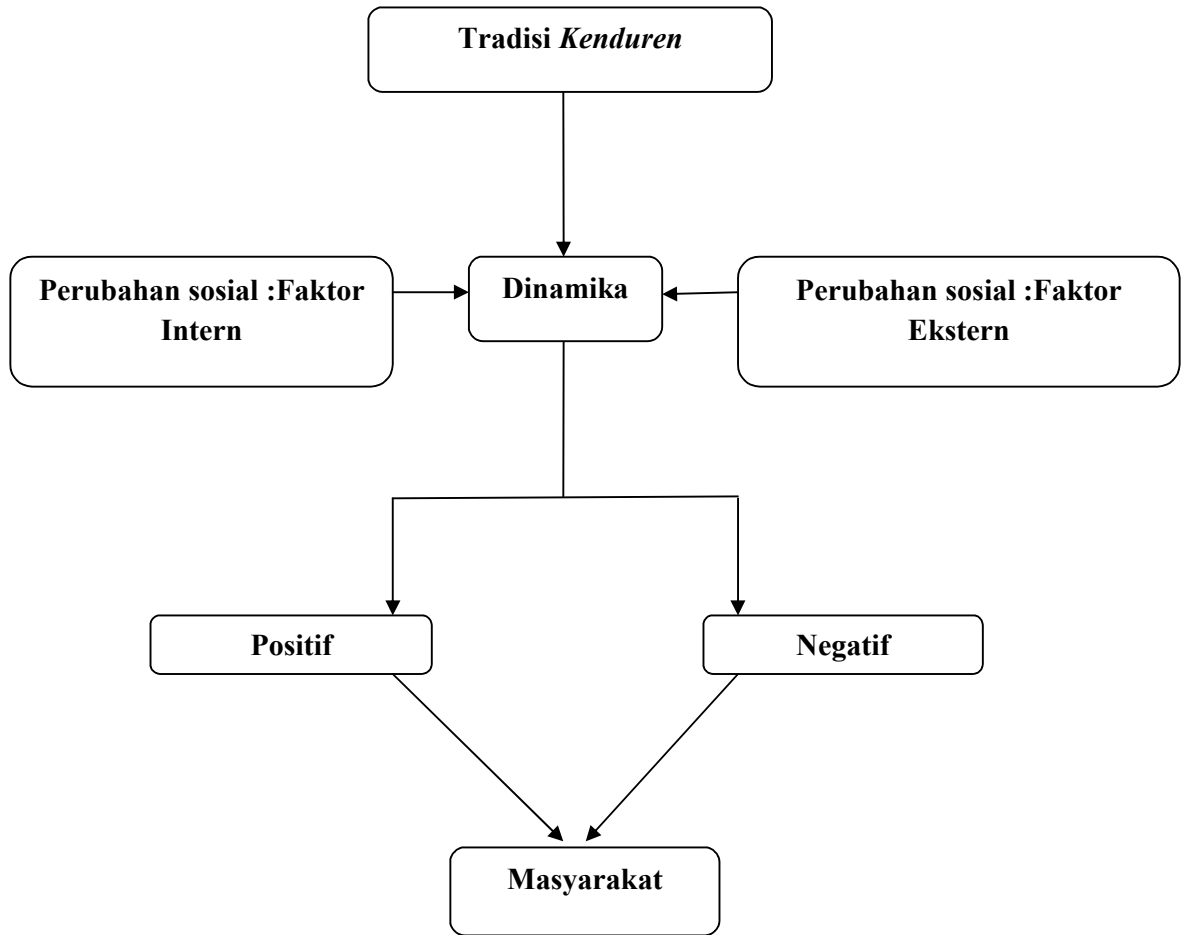 Tradisi Kenduren
Perubahan sosial :Faktor
Intern
Dinamika
Perubahan sosial :Faktor
Ekstern
Positif
Negatif
Masyarakat